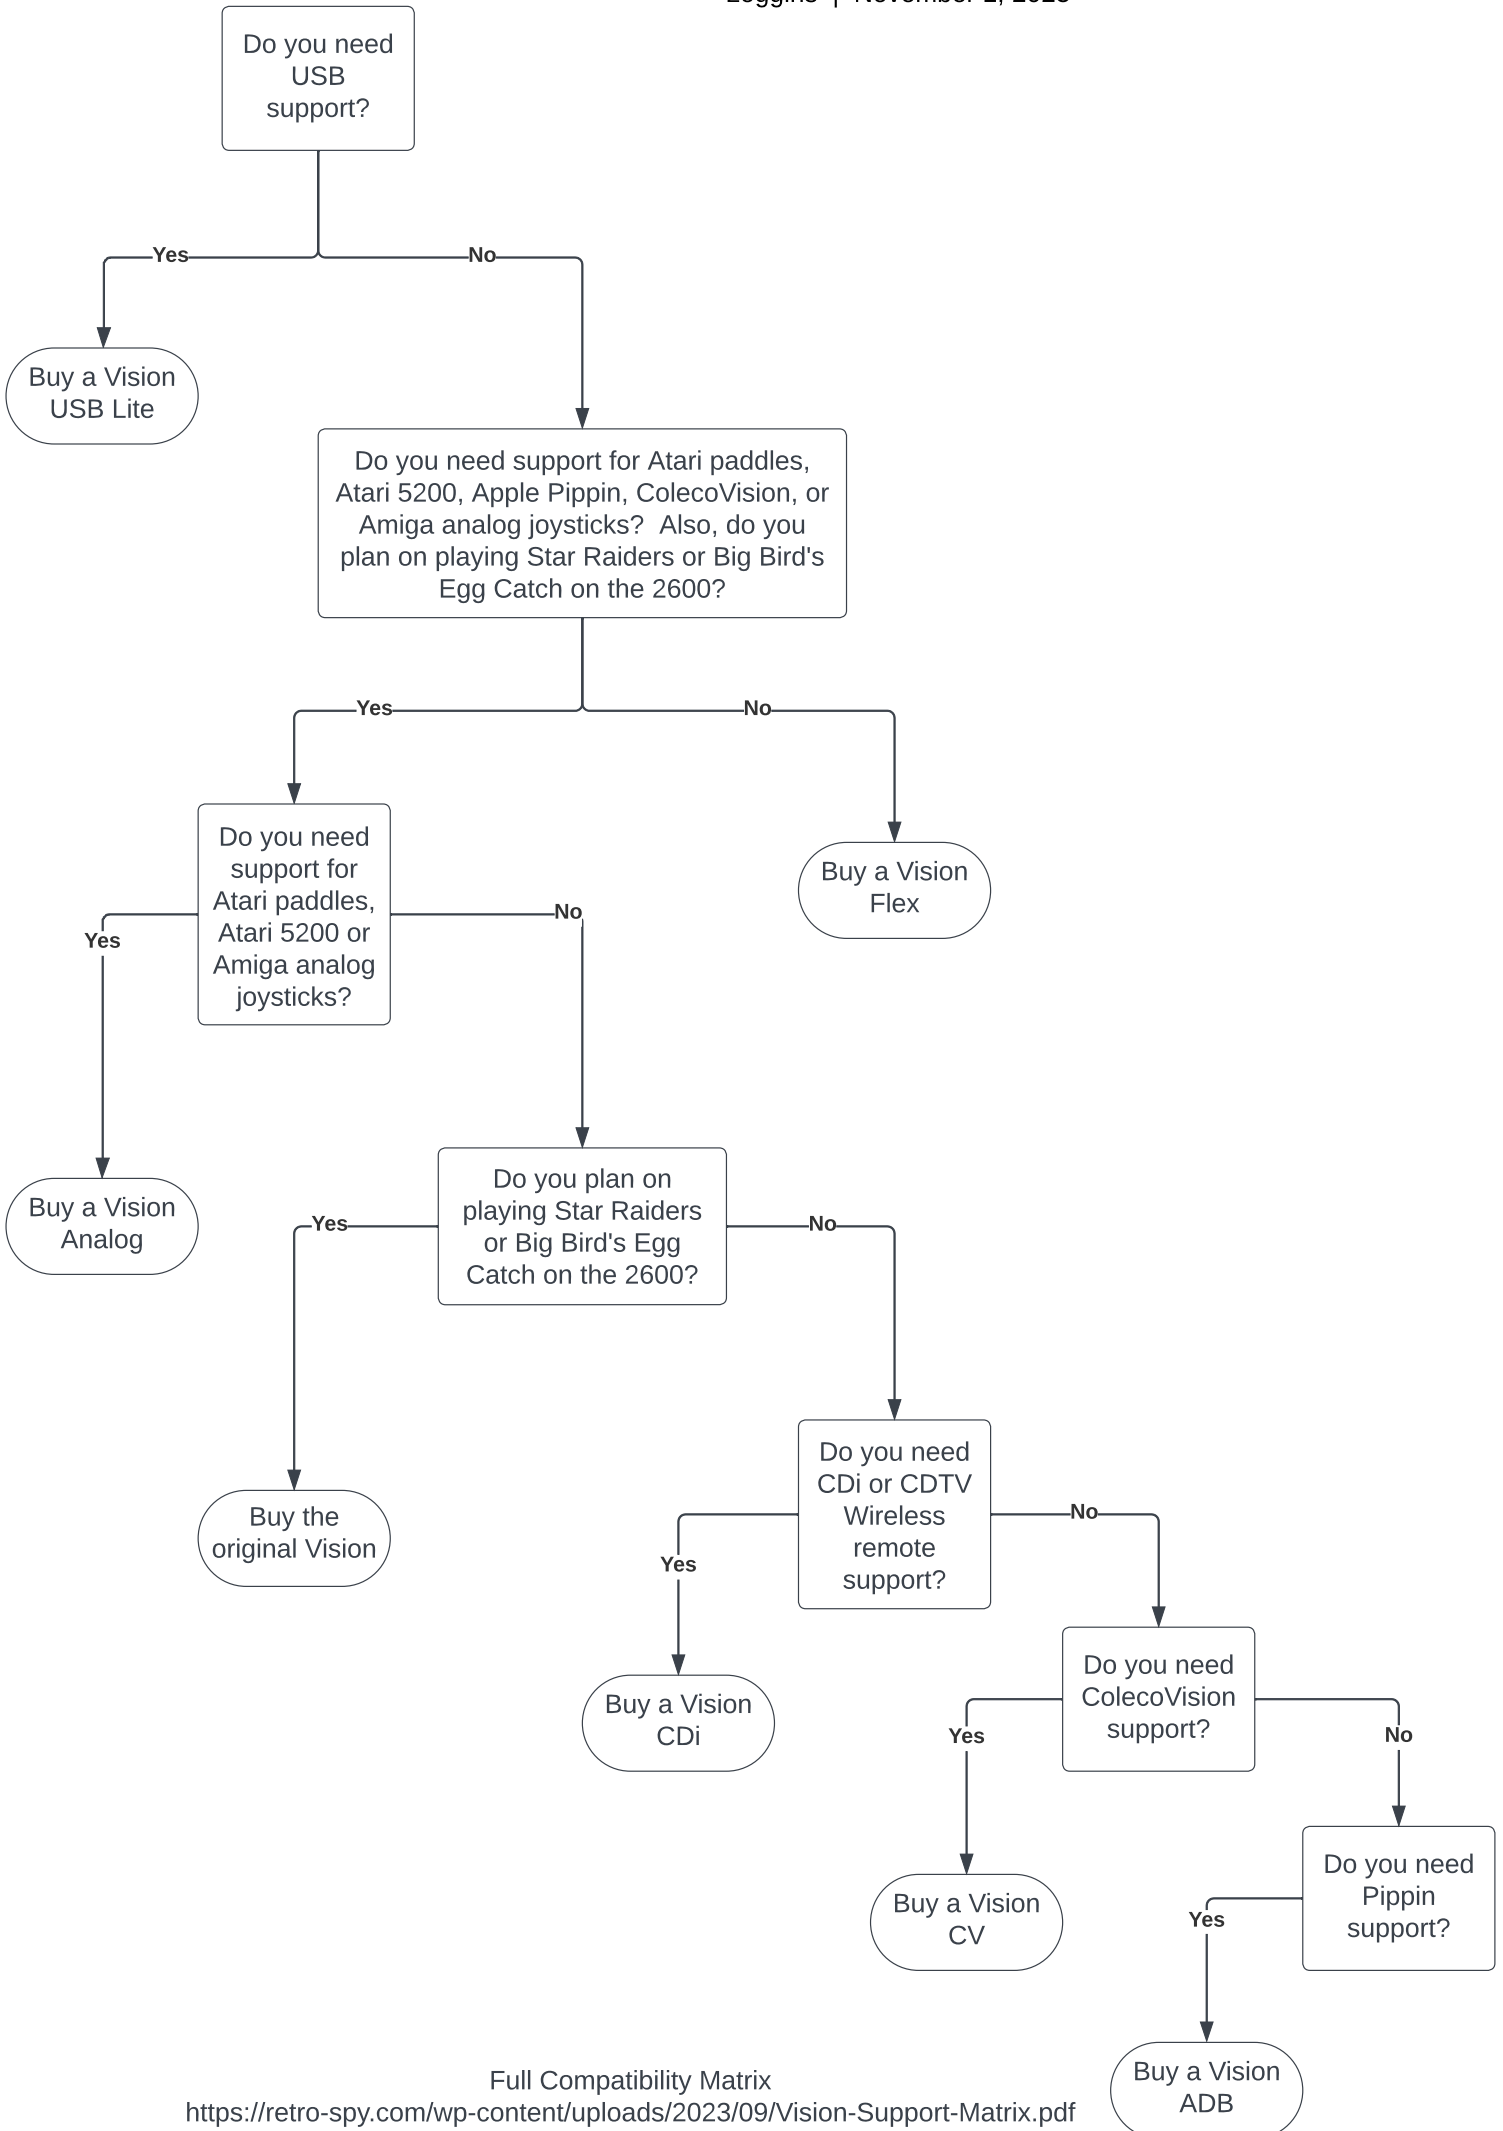 Loggins | November 1, 2023
Do you need
USB
support?
Yes
No
Buy a Vision
USB Lite
Do you need support for Atari paddles,
Atari 5200, Apple Pippin, ColecoVision, or
Amiga analog joysticks?  Also, do you
plan on playing Star Raiders or Big Bird's
Egg Catch on the 2600?
Yes
No
Do you need
support for
Atari paddles,
Atari 5200 or
Amiga analog
joysticks?
Buy a Vision
Flex
Yes
No
Buy a Vision
Analog
Do you plan on
playing Star Raiders
or Big Bird's Egg
Catch on the 2600?
Yes
No
Buy the
original Vision
Do you need
CDi or CDTV
Wireless
remote
support?
Yes
No
Buy a Vision
CDi
Do you need
ColecoVision
support?
Yes
No
Buy a Vision
CV
Do you need
Pippin
support?
Yes
Buy a Vision
ADB
Full Compatibility Matrix
https://retro-spy.com/wp-content/uploads/2023/09/Vision-Support-Matrix.pdf